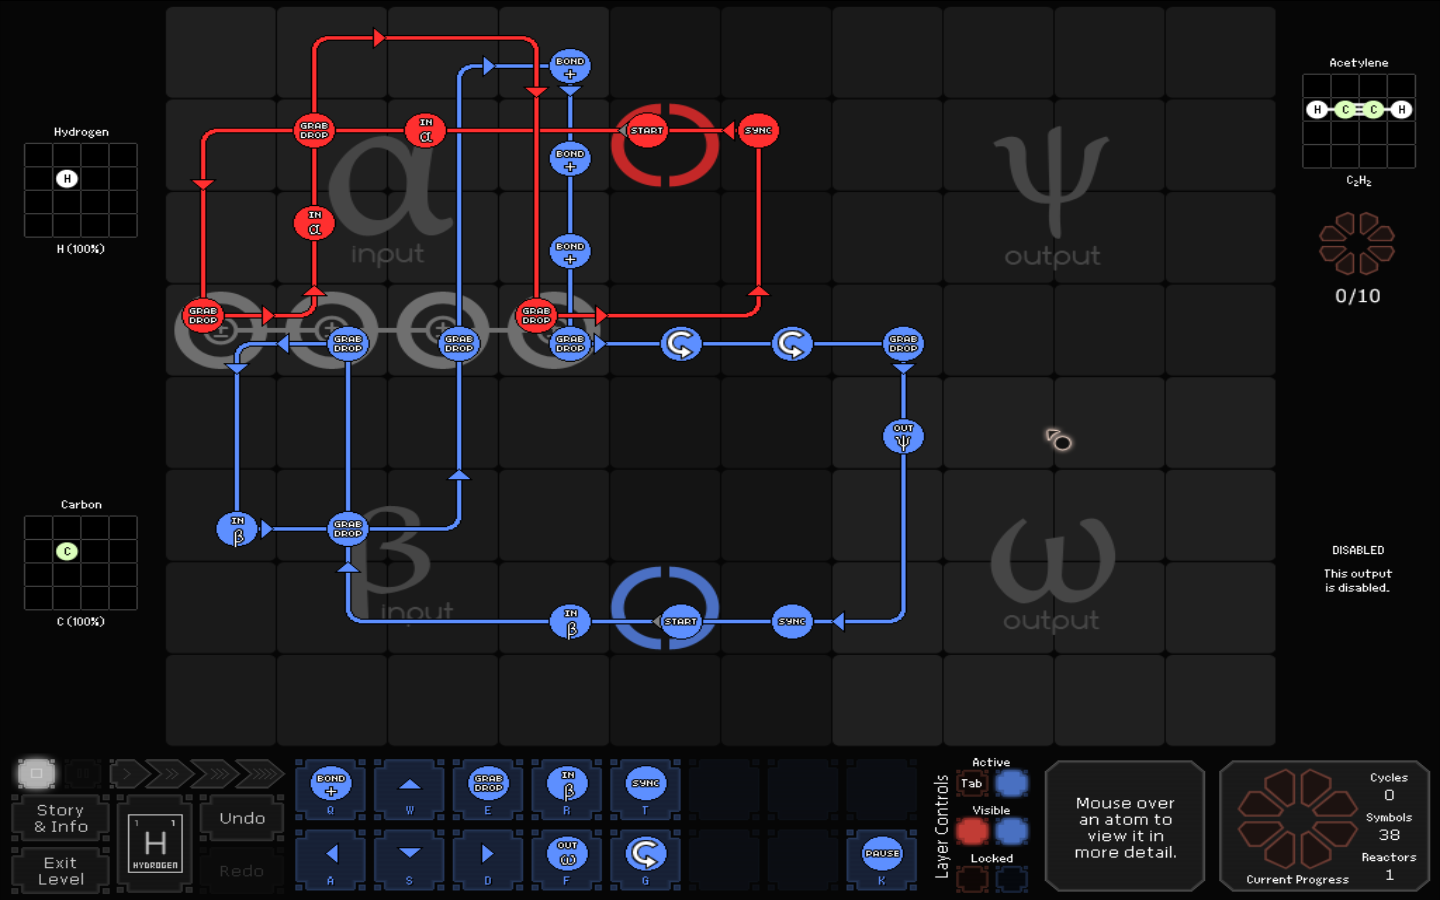 BOND
+
Acetylene
H C C H
C₂H₂
0/10
Hydrogen
H
H (100%)
GRAB
DROP
IN
α
START
SYNC
BOND
+
α
input
IN
α
ψ
output
BOND
+
GRAB
DROP
±
GRAB
DROP
±
GRAB
DROP
±
GRAB
DROP
GRAB
DROP
GRAB
DROP
OUT
ψ
Carbon
C
C (100%)
IN
β
GRAB
DROP
β
input
ω
output
DISABLED
This output
is disabled.
IN
β
START
SYNC
Story
& Info
Exit
Level
1 1
H
HYDROGEN
Undo
Redo
BOND
+
Q
W
GRAB
DROP
E
IN
β
R
SYNC
T
A
S
D
OUT
ω
F
G
PAUSE
K
Layer Controls
Active
Tab
Visible
Locked
Mouse over
an atom to
view it in
more detail.
Cycles
0
Symbols
38
Reactors
1
Current Progress